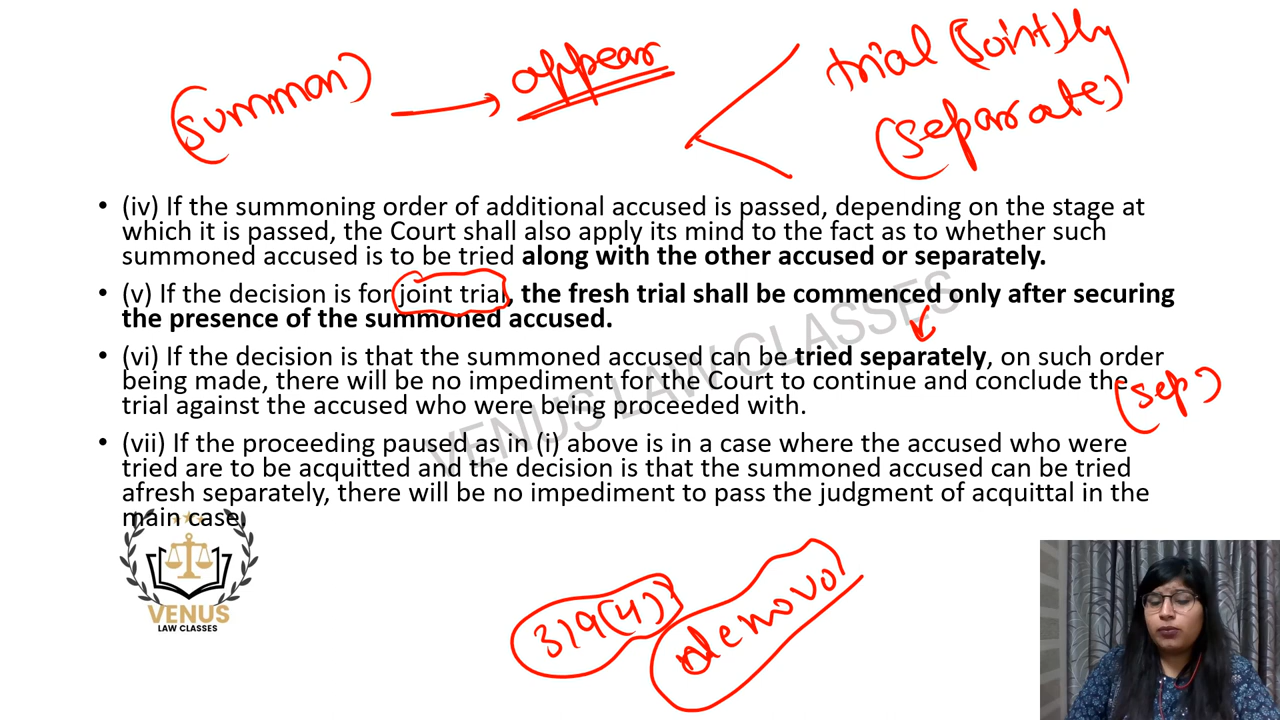 (summon)
appear
trial (Jointly
(separate)
• (iv) If the summoning order of additional accused is passed, depending on the stage at
which it is passed, the Court shall also apply its mind to the fact as to whether such
summoned accused is to be tried along with the other accused or separately.
• (v) If the decision is for joint trial, the fresh trial shall be commenced only after securing
the presence of the summoned accused.
• (vi) If the decision is that the summoned accused can be tried separately, on such order
being made, there will be no impediment for the Court to continue and conclude the
trial against the accused who were being proceeded with.
(sep)
• (vii) If the proceeding paused as in (i) above is in a case where the accused who were
tried are to be acquitted and the decision is that the summoned accused can be tried
afresh separately, there will be no impediment to pass the judgment of acquittal in the
main case.
VENUS LAW CLASSES
VENUS
LAW CLASSES
319(4)
denovo